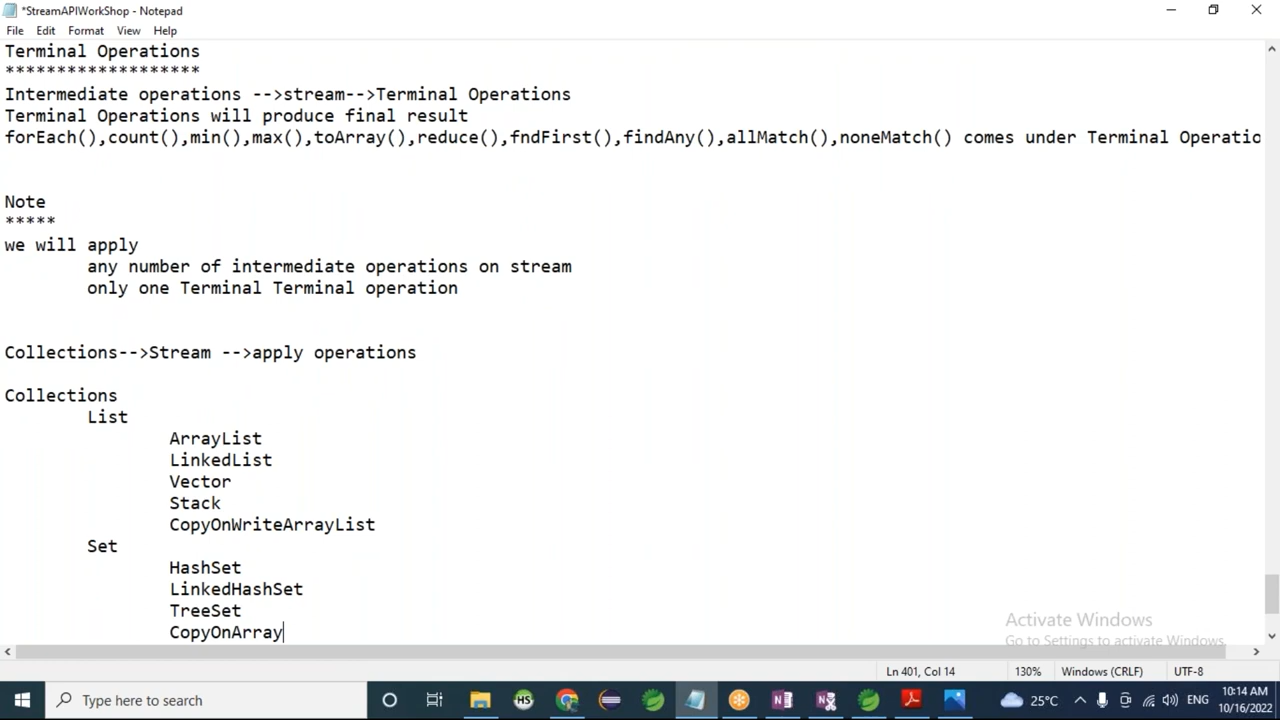 *StreamAPIWorkShop - Notepad
File Edit Format View Help
Terminal Operations
*******************
Intermediate operations -->stream-->Terminal Operations
Terminal Operations will produce final result
forEach(),count(),min(),max(),toArray(),reduce(),fndFirst(),findAny(),allMatch(),noneMatch() comes under Terminal Operatio
Note
*****
we will apply
any number of intermediate operations on stream
only one Terminal Terminal operation
Collections-->Stream -->apply operations
Collections
List
ArrayList
LinkedList
Vector
Stack
CopyOnWriteArrayList
Set
HashSet
LinkedHashSet
TreeSet
CopyOnArray
Activate Windows
Go to Settings to activate Windows.
Ln 401, Col 14 130% Windows (CRLF) UTF-8
Type here to search HS 25°C ENG 10:14 AM
10/16/2022